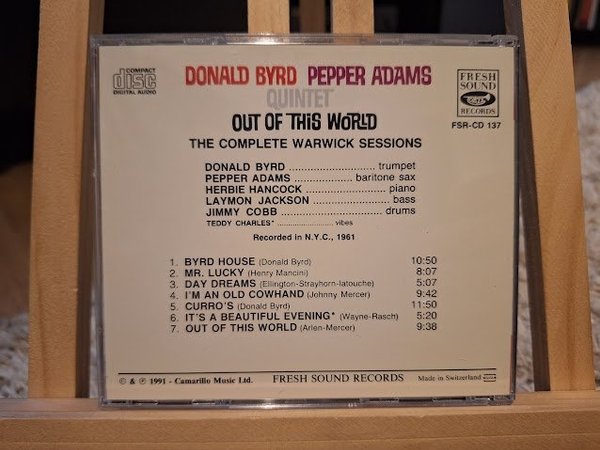 COMPACT
disc
DIGITAL AUDIO
DONALD BYRD PEPPER ADAMS
QUINTET
OUT OF THIS WORLD
THE COMPLETE WARWICK SESSIONS
FRESH
SOUND
RECORDS
FSR-CD 137
DONALD BYRD ........................ trumpet
PEPPER ADAMS .................... baritone sax
HERBIE HANCOCK ........................ piano
LAYMON JACKSON ........................ bass
JIMMY COBB .............................. drums
TEDDY CHARLES* ........................ vibes
Recorded in N.Y.C., 1961
1. BYRD HOUSE (Donald Byrd) 10:50
2. MR. LUCKY (Henry Mancini) 8:07
3. DAY DREAMS (Ellington-Strayhorn-latouche) 5:07
4. I'M AN OLD COWHAND (Johnny Mercer) 9:42
5. CURRO'S (Donald Byrd) 11:50
6. IT'S A BEAUTIFUL EVENING* (Wayne-Rasch) 5:20
7. OUT OF THIS WORLD (Arlen-Mercer) 9:38
© & ℗ 1991 - Camarillo Music Ltd. FRESH SOUND RECORDS Made in Switzerland